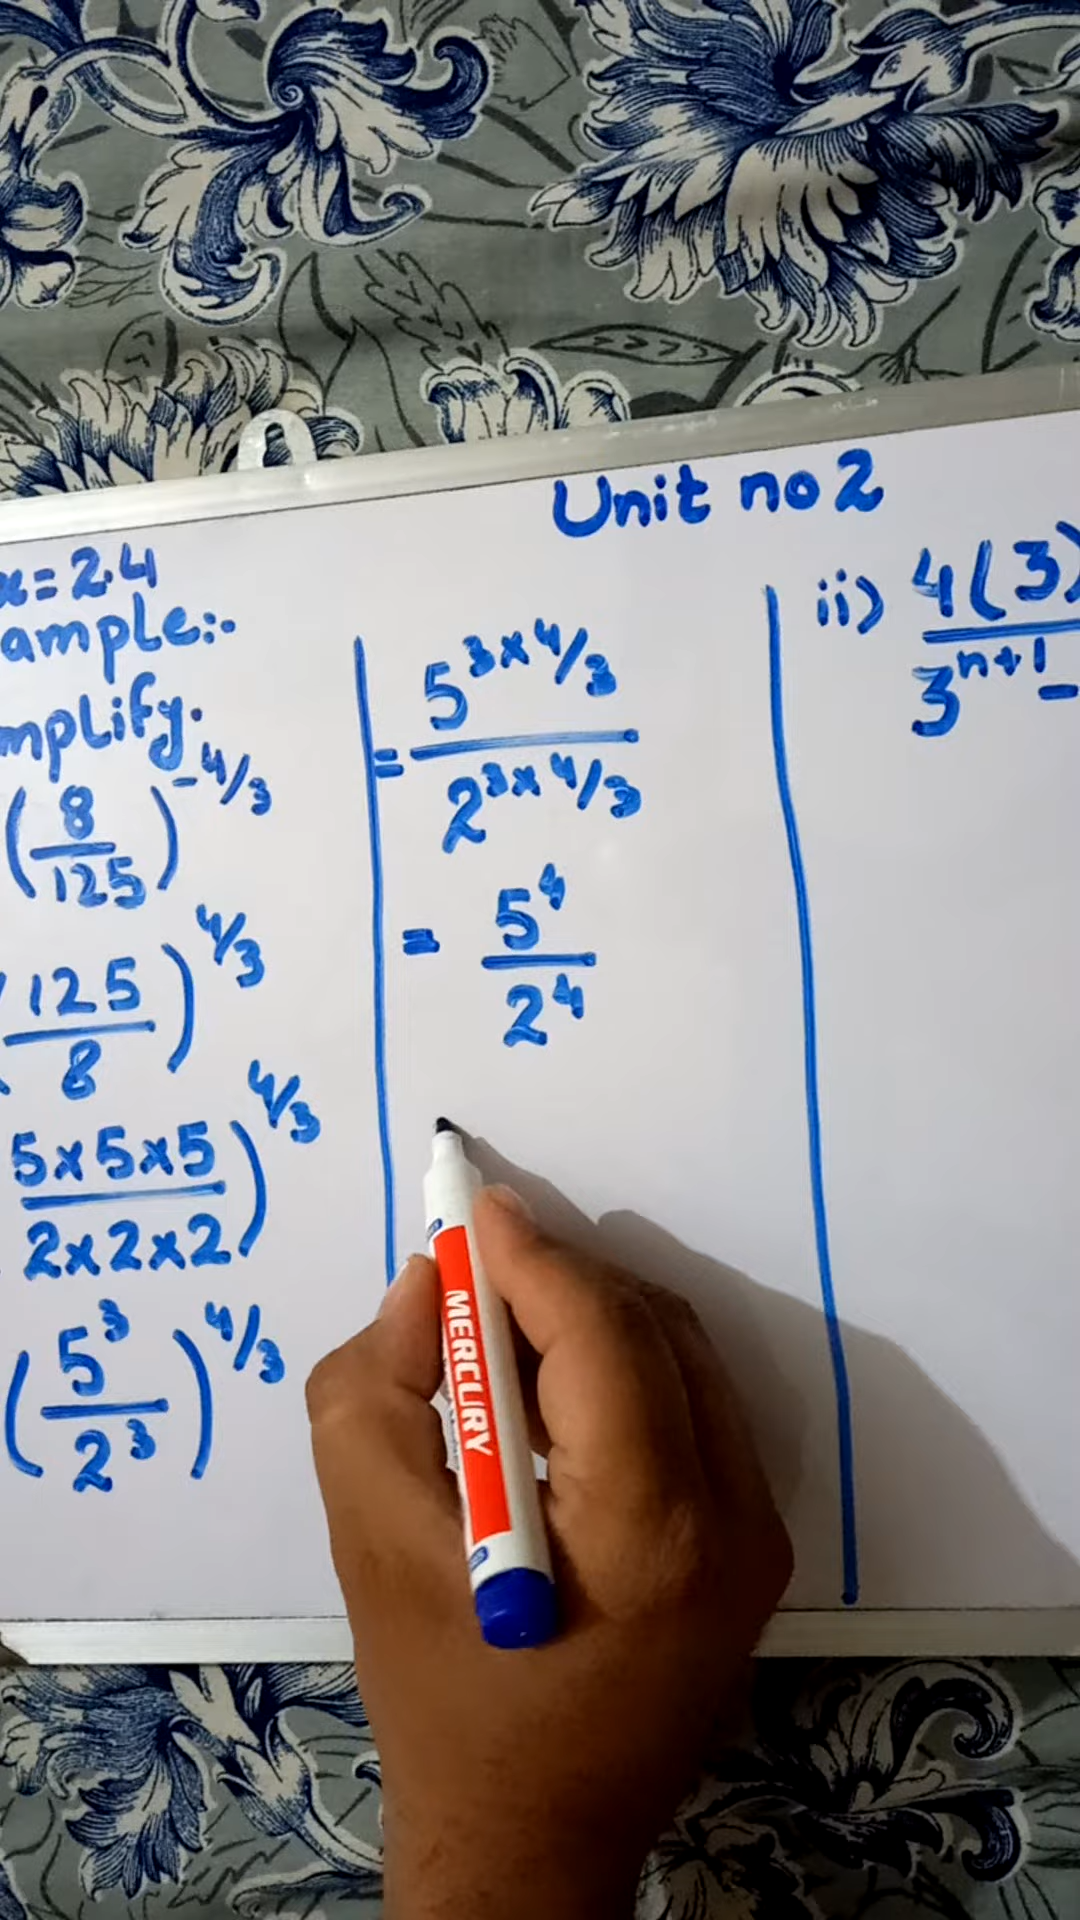 Unit no 2
x=2.4
ample:.
mplify.
(8/125)^-4/3
(125/8)^4/3
5x5x5/2x2x2)^4/3
(5^3/2^3)^4/3
= 5^3x4/3 / 2^3x4/3
= 5^4/2^4
ii) 4(3) / 3^n+1 -
MERCURY